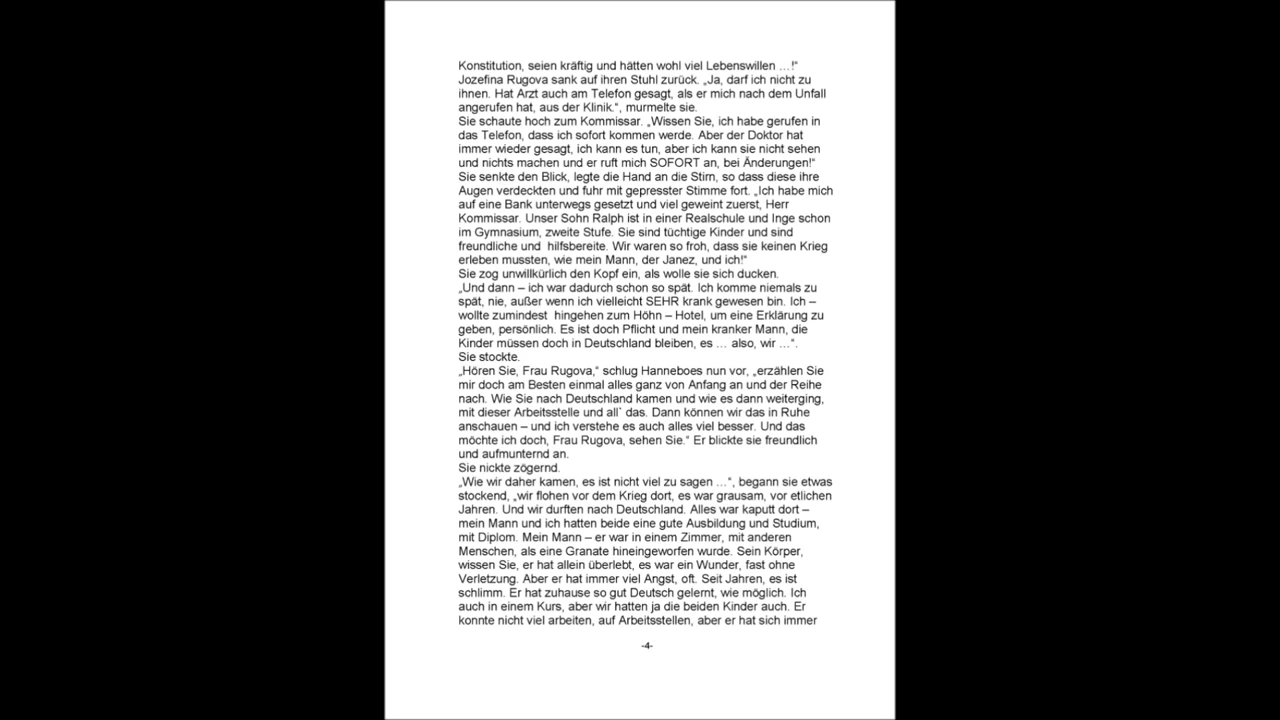 Konstitution, seien kräftig und hätten wohl viel Lebenswillen …!“
Jozefina Rugova sank auf ihren Stuhl zurück. „Ja, darf ich nicht zu
ihnen. Hat Arzt auch am Telefon gesagt, als er mich nach dem Unfall
angerufen hat, aus der Klinik.“, murmelte sie.
Sie schaute hoch zum Kommissar. „Wissen Sie, ich habe gerufen in
das Telefon, dass ich sofort kommen werde. Aber der Doktor hat
immer wieder gesagt, ich kann es tun, aber ich kann sie nicht sehen
und nichts machen und er ruft mich SOFORT an, bei Änderungen!“
Sie senkte den Blick, legte die Hand an die Stirn, so dass diese ihre
Augen verdeckten und fuhr mit gepresster Stimme fort. „Ich habe mich
auf eine Bank unterwegs gesetzt und viel geweint zuerst, Herr
Kommissar. Unser Sohn Ralph ist in einer Realschule und Inge schon
im Gymnasium, zweite Stufe. Sie sind tüchtige Kinder und sind
freundliche und  hilfsbereite. Wir waren so froh, dass sie keinen Krieg
erleben mussten, wie mein Mann, der Janez, und ich!“
Sie zog unwillkürlich den Kopf ein, als wolle sie sich ducken.
„Und dann – ich war dadurch schon so spät. Ich komme niemals zu
spät, nie, außer wenn ich vielleicht SEHR krank gewesen bin. Ich –
wollte zumindest  hingehen zum Höhn – Hotel, um eine Erklärung zu
geben, persönlich. Es ist doch Pflicht und mein kranker Mann, die
Kinder müssen doch in Deutschland bleiben, es … also, wir …“.
Sie stockte.
„Hören Sie, Frau Rugova,“ schlug Hanneboes nun vor, „erzählen Sie
mir doch am Besten einmal alles ganz von Anfang an und der Reihe
nach. Wie Sie nach Deutschland kamen und wie es dann weiterging,
mit dieser Arbeitsstelle und all` das. Dann können wir das in Ruhe
anschauen – und ich verstehe es auch alles viel besser. Und das
möchte ich doch, Frau Rugova, sehen Sie.“ Er blickte sie freundlich
und aufmunternd an.
Sie nickte zögernd.
„Wie wir daher kamen, es ist nicht viel zu sagen …“, begann sie etwas
stockend, „wir flohen vor dem Krieg dort, es war grausam, vor etlichen
Jahren. Und wir durften nach Deutschland. Alles war kaputt dort –
mein Mann und ich hatten beide eine gute Ausbildung und Studium,
mit Diplom. Mein Mann – er war in einem Zimmer, mit anderen
Menschen, als eine Granate hineingeworfen wurde. Sein Körper,
wissen Sie, er hat allein überlebt, es war ein Wunder, fast ohne
Verletzung. Aber er hat immer viel Angst, oft. Seit Jahren, es ist
schlimm. Er hat zuhause so gut Deutsch gelernt, wie möglich. Ich
auch in einem Kurs, aber wir hatten ja die beiden Kinder auch. Er
konnte nicht viel arbeiten, auf Arbeitsstellen, aber er hat sich immer
-4-